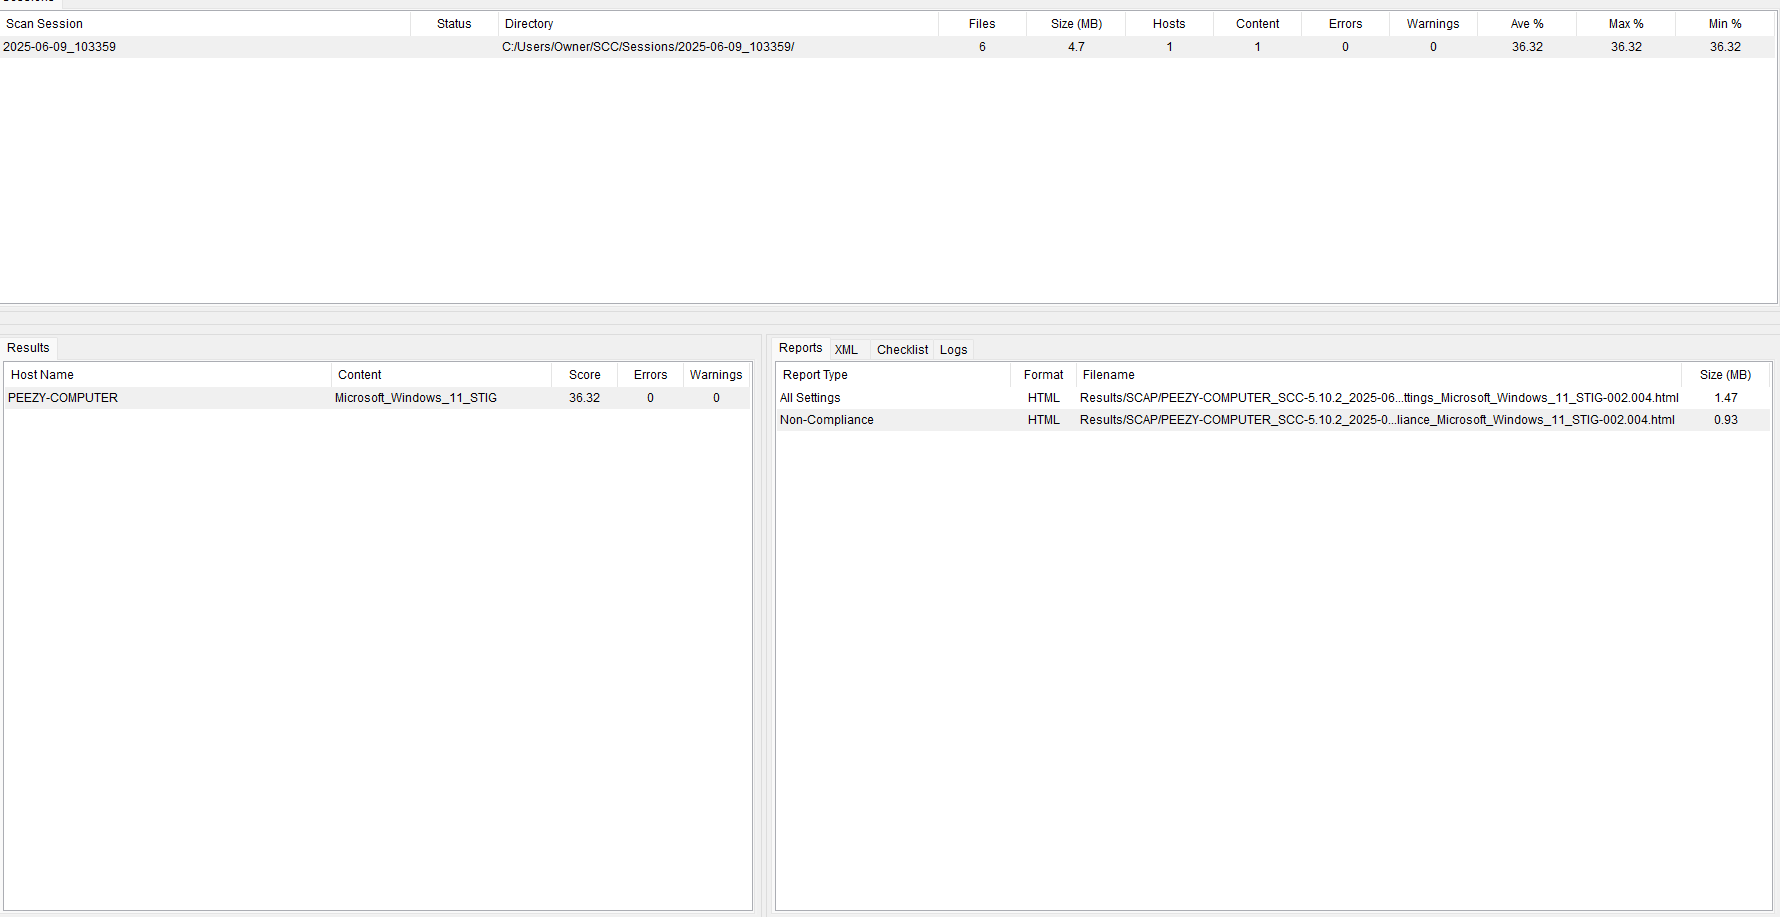 Scan Session Status Directory Files Size (MB) Hosts Content Errors Warnings Ave % Max % Min %
2025-06-09_103359 C:/Users/Owner/SCC/Sessions/2025-06-09_103359/ 6 4.7 1 1 0 0 36.32 36.32 36.32
Results
Host Name Content Score Errors Warnings
PEEZY-COMPUTER Microsoft_Windows_11_STIG 36.32 0 0
Reports XML Checklist Logs
Report Type Format Filename Size (MB)
All Settings HTML Results/SCAP/PEEZY-COMPUTER_SCC-5.10.2_2025-06...ttings_Microsoft_Windows_11_STIG-002.004.html 1.47
Non-Compliance HTML Results/SCAP/PEEZY-COMPUTER_SCC-5.10.2_2025-0...liance_Microsoft_Windows_11_STIG-002.004.html 0.93